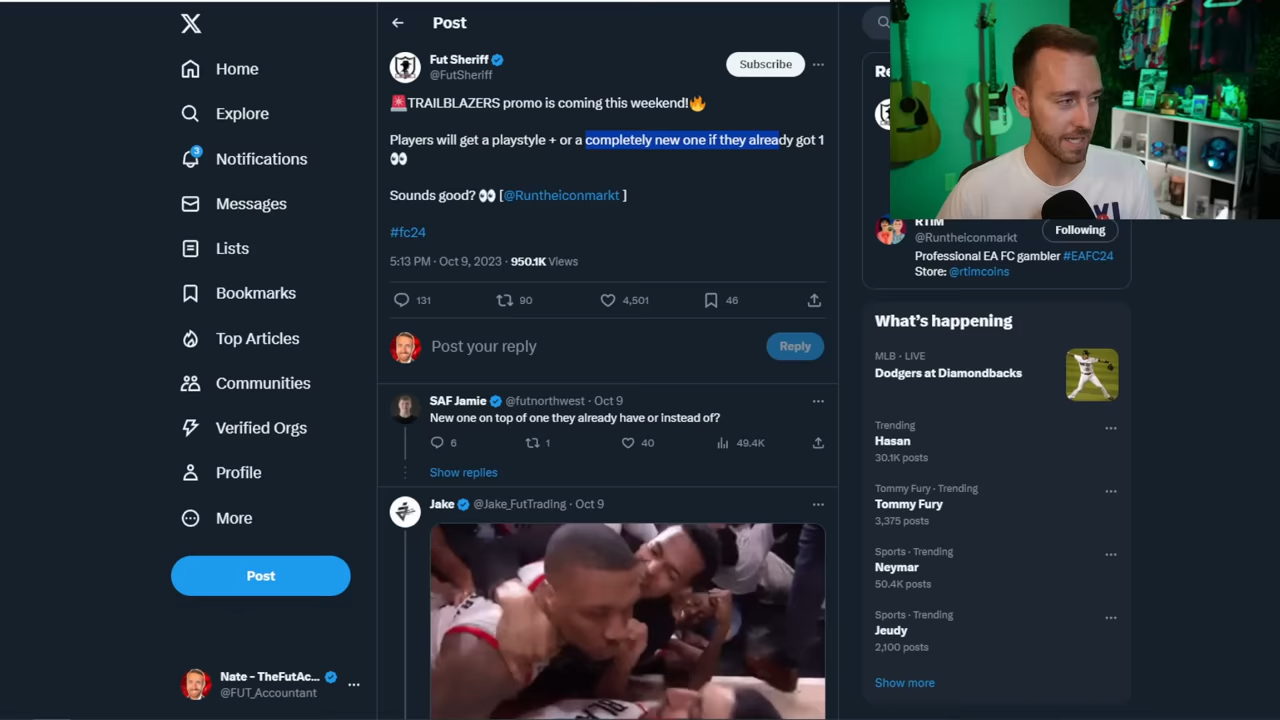 Home
Explore
3
Notifications
Messages
Lists
Bookmarks
Top Articles
Communities
Verified Orgs
Profile
More
Post
Nate - TheFutAc...
@FUT_Accountant
Post
Fut Sheriff
@FutSheriff
Subscribe
🚨TRAILBLAZERS promo is coming this weekend!🔥
Players will get a playstyle + or a completely new one if they already got 1
👀
Sounds good? 👀 [@Runtheiconmarkt ]
#fc24
5:13 PM · Oct 9, 2023 · 950.1K Views
131 90 4,501 46
Post your reply
Reply
SAF Jamie @futnorthwest · Oct 9
New one on top of one they already have or instead of?
6 1 40 49.4K
Show replies
Jake @Jake_FutTrading · Oct 9
Re
RTIM
@Runtheiconmarkt
Following
Professional EA FC gambler #EAFC24
Store: @rtimcoins
What's happening
MLB · LIVE
Dodgers at Diamondbacks
Trending
Hasan
30.1K posts
Tommy Fury · Trending
Tommy Fury
3,375 posts
Sports · Trending
Neymar
50.4K posts
Sports · Trending
Jeudy
2,100 posts
Show more